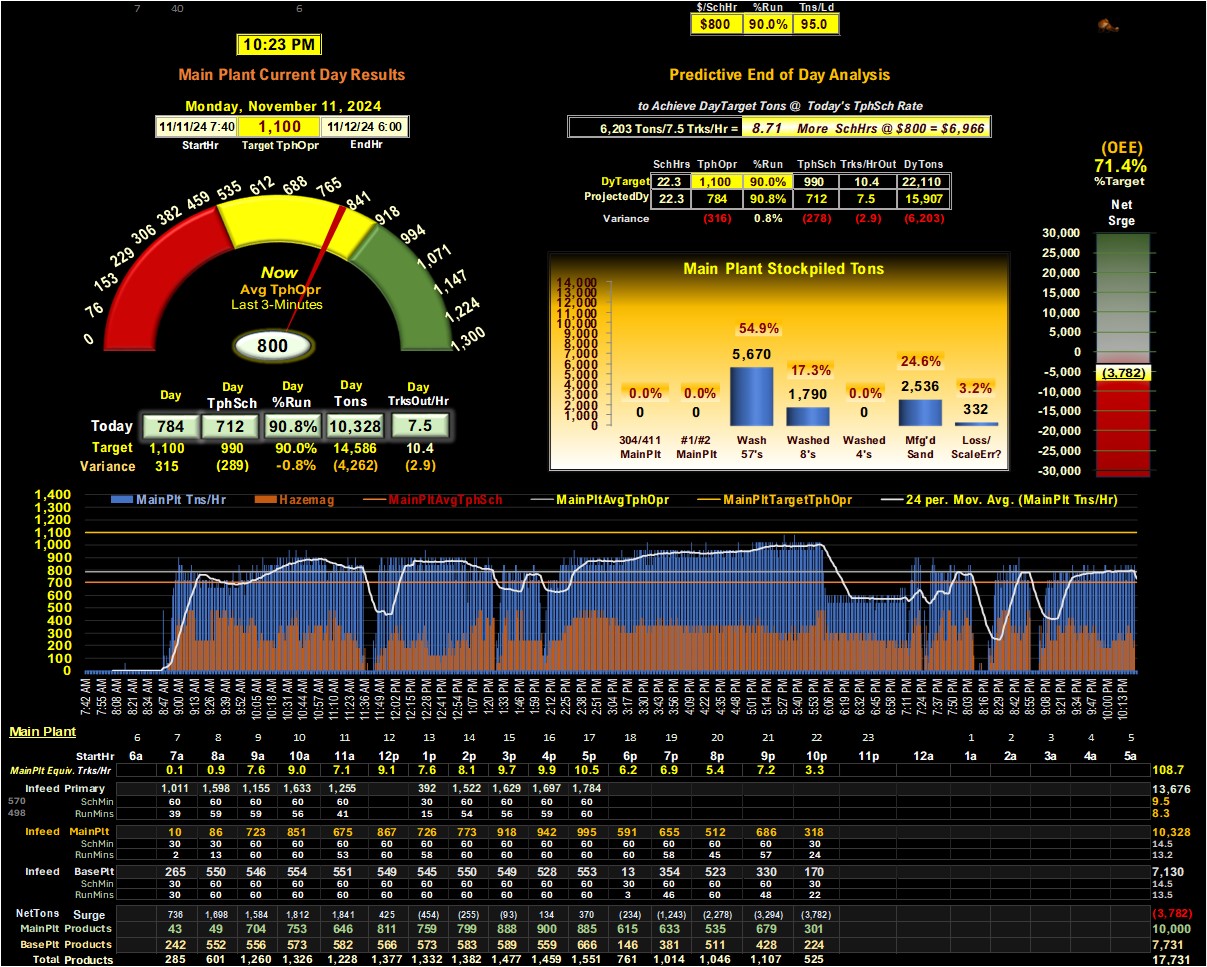 7 40 6
$/SchHr %Run Tns/Ld
$800 90.0% 95.0
10:23 PM
Main Plant Current Day Results
Monday, November 11, 2024
11/11/24 7:40 1,100 11/12/24 6:00
StartHr Target TphOpr EndHr
Predictive End of Day Analysis
to Achieve DayTarget Tons @ Today's TphSch Rate
6,203 Tons/7.5 Trks/Hr = 8.71 More SchHrs @ $800 = $6,966
SchHrs TphOpr %Run TphSch Trks/HrOut DyTons
DyTarget 22.3 1,100 90.0% 990 10.4 22,110
ProjectedDy 22.3 784 90.8% 712 7.5 15,907
Variance (316) 0.8% (278) (2.9) (6,203)
(OEE)
71.4%
%Target
Net
Srge
30,000
25,000
20,000
15,000
10,000
5,000
0
-5,000
-10,000
-15,000
-20,000
-25,000
-30,000
(3,782)
0 76 153 229 306 382 459 535 612 688 765 841 918 994 1,071 1,147 1,224 1,300
Now
Avg TphOpr
Last 3-Minutes
800
Day Day TphSch Day %Run Day Tons Day TrksOut/Hr
Today 784 712 90.8% 10,328 7.5
Target 1,100 990 90.0% 14,586 10.4
Variance 315 (289) -0.8% (4,262) (2.9)
Main Plant Stockpiled Tons
14,000
13,000
12,000
11,000
10,000
9,000
8,000
7,000
6,000
5,000
4,000
3,000
2,000
1,000
0
0.0% 0.0% 54.9% 17.3% 0.0% 24.6% 3.2%
0 0 5,670 1,790 0 2,536 332
304/411 #1/#2 Wash Washed Washed Mfg'd Loss/
MainPlt MainPlt 57's 8's 4's Sand ScaleErr?
MainPlt Tns/Hr Hazemag MainPltAvgTphSch MainPltAvgTphOpr MainPltTargetTphOpr 24 per. Mov. Avg. (MainPlt Tns/Hr)
1,400
1,300
1,200
1,100
1,000
900
800
700
600
500
400
300
200
100
0
7:42 AM 7:55 AM 8:08 AM 8:21 AM 8:34 AM 8:47 AM 9:00 AM 9:13 AM 9:26 AM 9:39 AM 9:52 AM 10:05 AM 10:18 AM 10:31 AM 10:44 AM 10:57 AM 11:10 AM 11:23 AM 11:36 AM 11:49 AM 12:02 PM 12:15 PM 12:28 PM 12:41 PM 12:54 PM 1:07 PM 1:20 PM 1:33 PM 1:46 PM 1:59 PM 2:12 PM 2:25 PM 2:38 PM 2:51 PM 3:04 PM 3:17 PM 3:30 PM 3:43 PM 3:56 PM 4:09 PM 4:22 PM 4:35 PM 4:48 PM 5:01 PM 5:14 PM 5:27 PM 5:40 PM 5:53 PM 6:06 PM 6:19 PM 6:32 PM 6:45 PM 6:58 PM 7:11 PM 7:24 PM 7:37 PM 7:50 PM 8:03 PM 8:16 PM 8:29 PM 8:42 PM 8:55 PM 9:08 PM 9:21 PM 9:34 PM 9:47 PM 10:00 PM 10:13 PM
Main Plant
6 7 8 9 10 11 12 13 14 15 16 17 18 19 20 21 22 23 1 2 3 4 5
StartHr 6a 7a 8a 9a 10a 11a 12p 1p 2p 3p 4p 5p 6p 7p 8p 9p 10p 11p 12a 1a 2a 3a 4a 5a
MainPlt Equiv. Trks/Hr 0.1 0.9 7.6 9.0 7.1 9.1 7.6 8.1 9.7 9.9 10.5 6.2 6.9 5.4 7.2 3.3 108.7
Infeed Primary 1,011 1,598 1,155 1,633 1,255 392 1,522 1,629 1,697 1,784 13,676
570 SchMin 60 60 60 60 60 30 60 60 60 60 9.5
498 RunMins 39 59 59 56 41 15 54 56 59 60 8.3
Infeed MainPlt 10 86 723 851 675 867 726 773 918 942 995 591 655 512 686 318 10,328
SchMin 30 30 60 60 60 30 60 60 60 60 60 60 60 60 60 30 14.5
RunMins 2 13 60 60 53 60 58 60 60 60 60 60 58 45 57 24 13.2
Infeed BasePlt 265 550 546 554 551 549 545 550 549 528 553 13 354 523 330 170 7,130
SchMin 30 60 60 60 60 60 60 60 60 60 60 30 60 60 60 30 14.5
RunMins 30 60 60 60 60 60 60 60 60 60 60 3 46 60 48 22 13.5
NetTons Surge 736 1,698 1,584 1,812 1,841 425 (454) (255) (93) 134 370 (234) (1,243) (2,278) (3,294) (3,782) (3,782)
MainPlt Products 43 49 704 753 646 811 759 799 888 900 885 615 633 535 679 301 10,000
BasePlt Products 242 552 556 573 582 566 573 583 589 559 666 146 381 511 428 224 7,731
Total Products 285 601 1,260 1,326 1,228 1,377 1,332 1,382 1,477 1,459 1,551 761 1,014 1,046 1,107 525 17,731